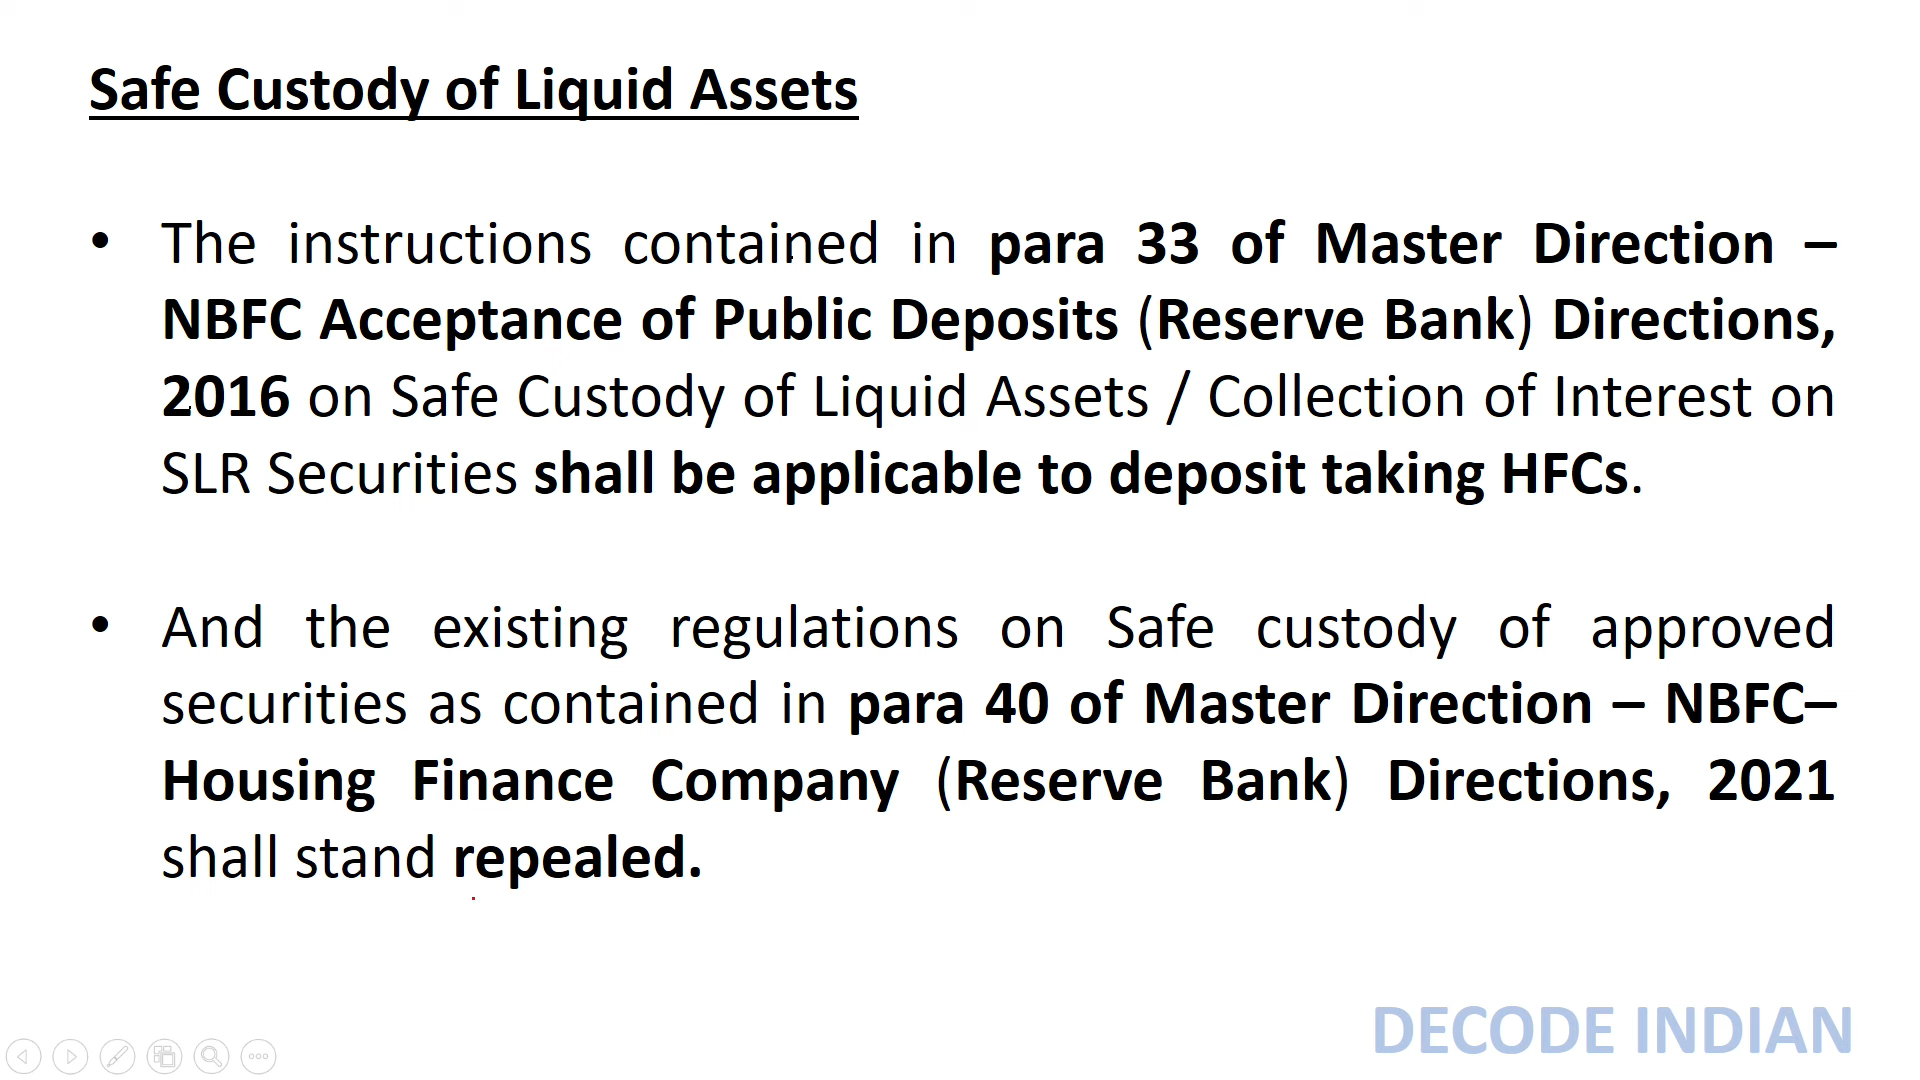 Safe Custody of Liquid Assets
• The instructions contained in para 33 of Master Direction –
NBFC Acceptance of Public Deposits (Reserve Bank) Directions,
2016 on Safe Custody of Liquid Assets / Collection of Interest on
SLR Securities shall be applicable to deposit taking HFCs.
• And the existing regulations on Safe custody of approved
securities as contained in para 40 of Master Direction – NBFC–
Housing Finance Company (Reserve Bank) Directions, 2021
shall stand repealed.
DECODE INDIAN